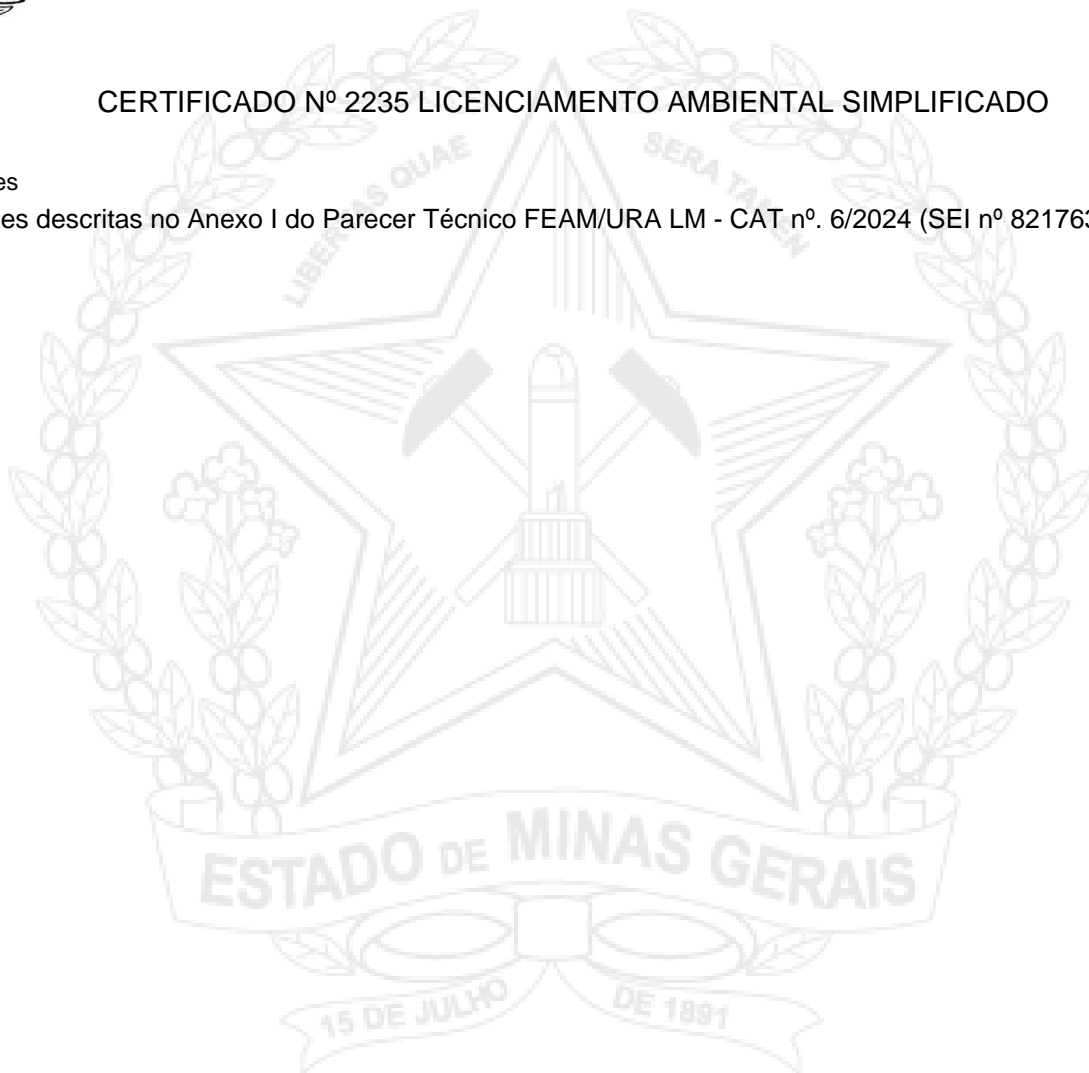 CERTIFICADO Nº 2235 LICENCIAMENTO AMBIENTAL SIMPLIFICADO
es
es descritas no Anexo I do Parecer Técnico FEAM/URA LM - CAT nº. 6/2024 (SEI nº 82176
LIBERTAS QUAE SERA TAMEN
ESTADO DE MINAS GERAIS
15 DE JULHO DE 1891